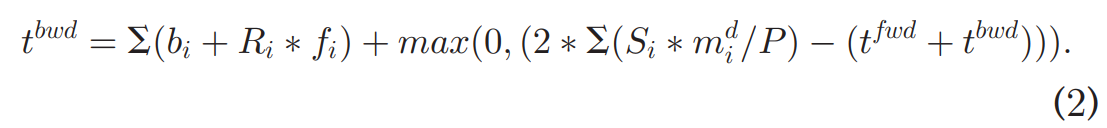 t^{bwd} = Σ(b_i + R_i * f_i) + max(0, (2 * Σ(S_i * m_i^d/P) − (t^{fwd} + t^{bwd}))).
(2)